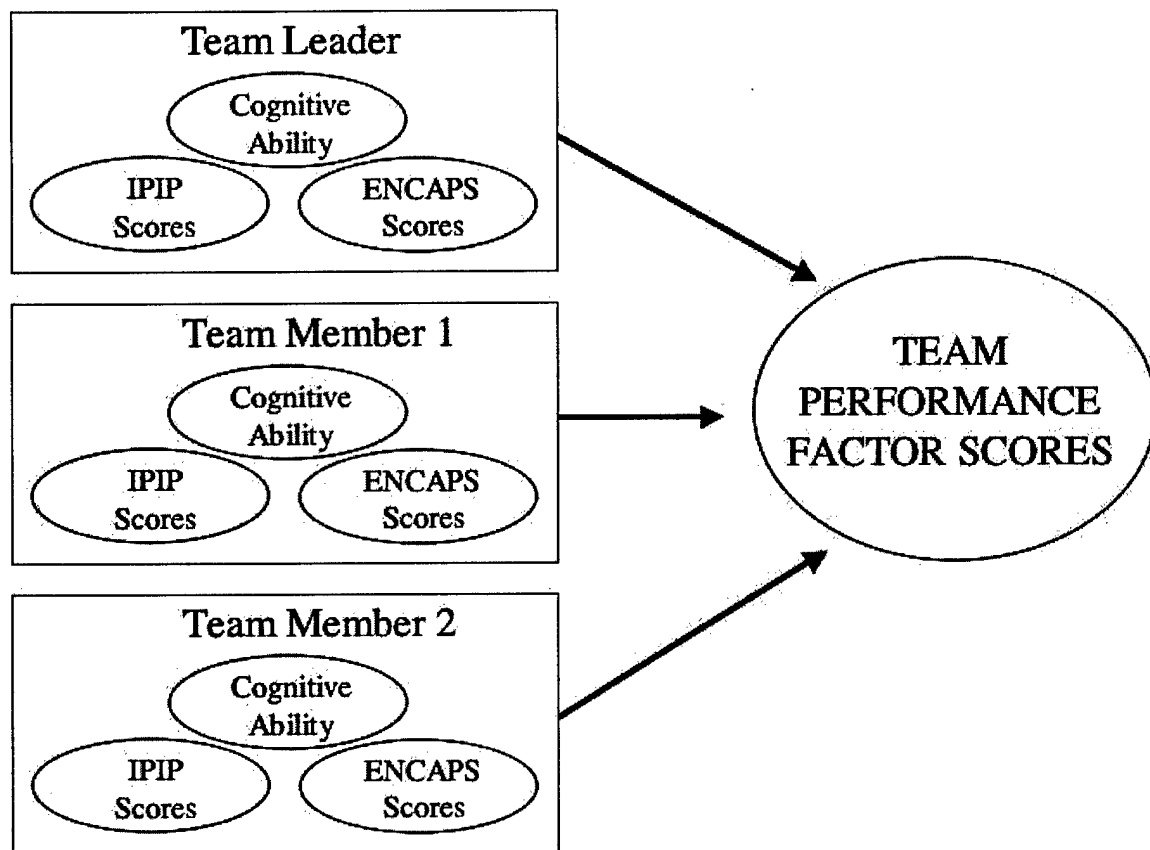 Team Leader
Cognitive
Ability
IPIP
Scores
ENCAPS
Scores
Team Member 1
Cognitive
Ability
IPIP
Scores
ENCAPS
Scores
Team Member 2
Cognitive
Ability
IPIP
Scores
ENCAPS
Scores
TEAM
PERFORMANCE
FACTOR SCORES